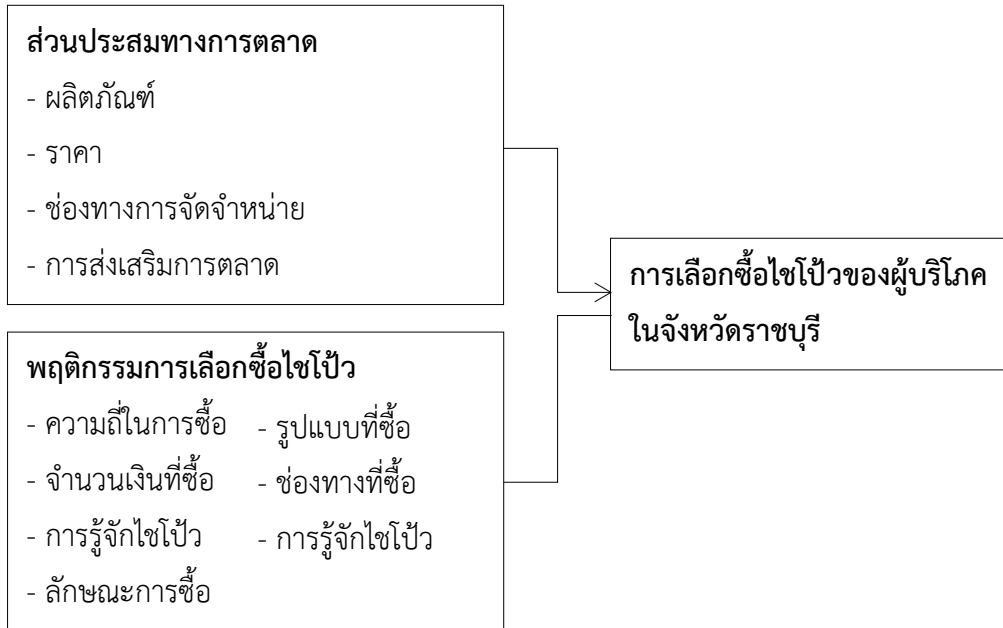 ส่วนประสมทางการตลาด
- ผลิตภัณฑ์
- ราคา
- ช่องทางการจัดจำหน่าย
- การส่งเสริมการตลาด
พฤติกรรมการเลือกซื้อไชโป้ว
- ความถี่ในการซื้อ - รูปแบบที่ซื้อ
- จำนวนเงินที่ซื้อ - ช่องทางที่ซื้อ
- การรู้จักไชโป้ว - การรู้จักไชโป้ว
- ลักษณะการซื้อ
การเลือกซื้อไชโป้วของผู้บริโภค
ในจังหวัดราชบุรี